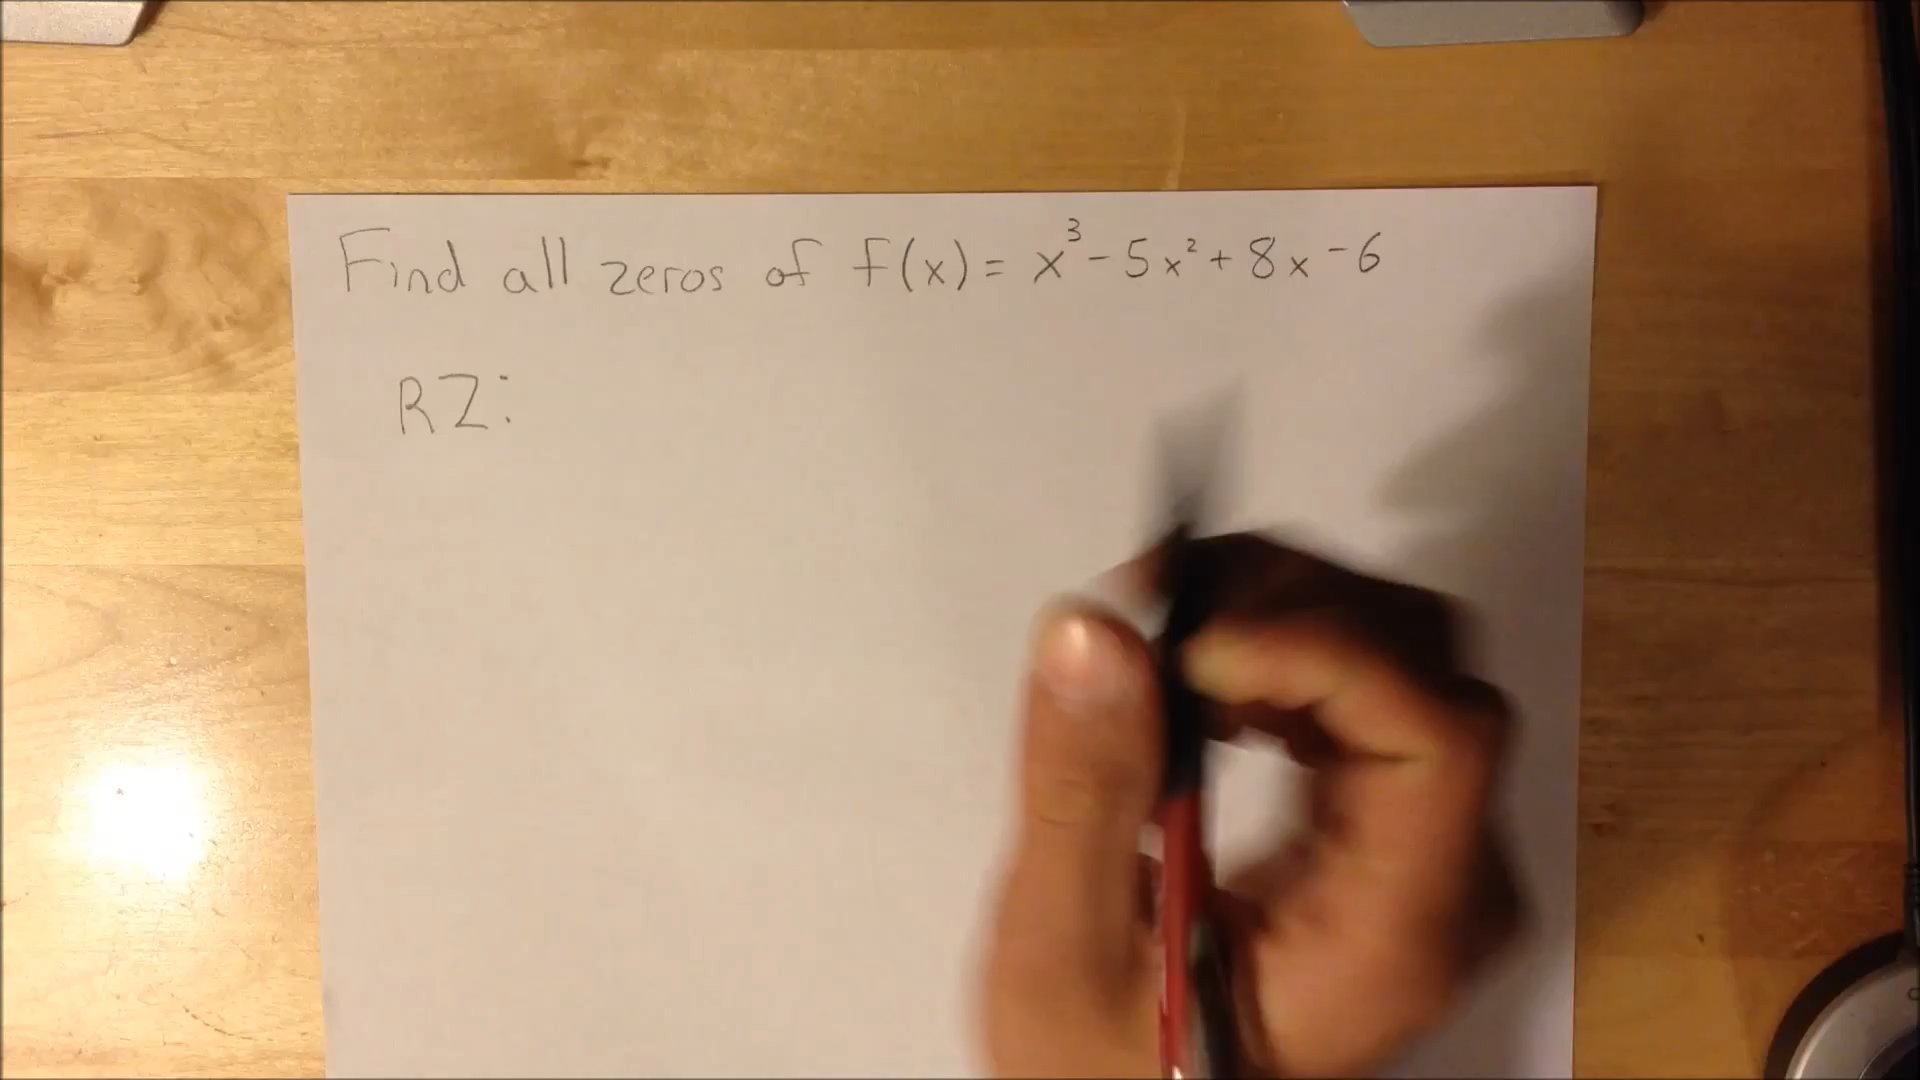 Find all zeros of f(x) = x³ - 5x² + 8x - 6
RZ: